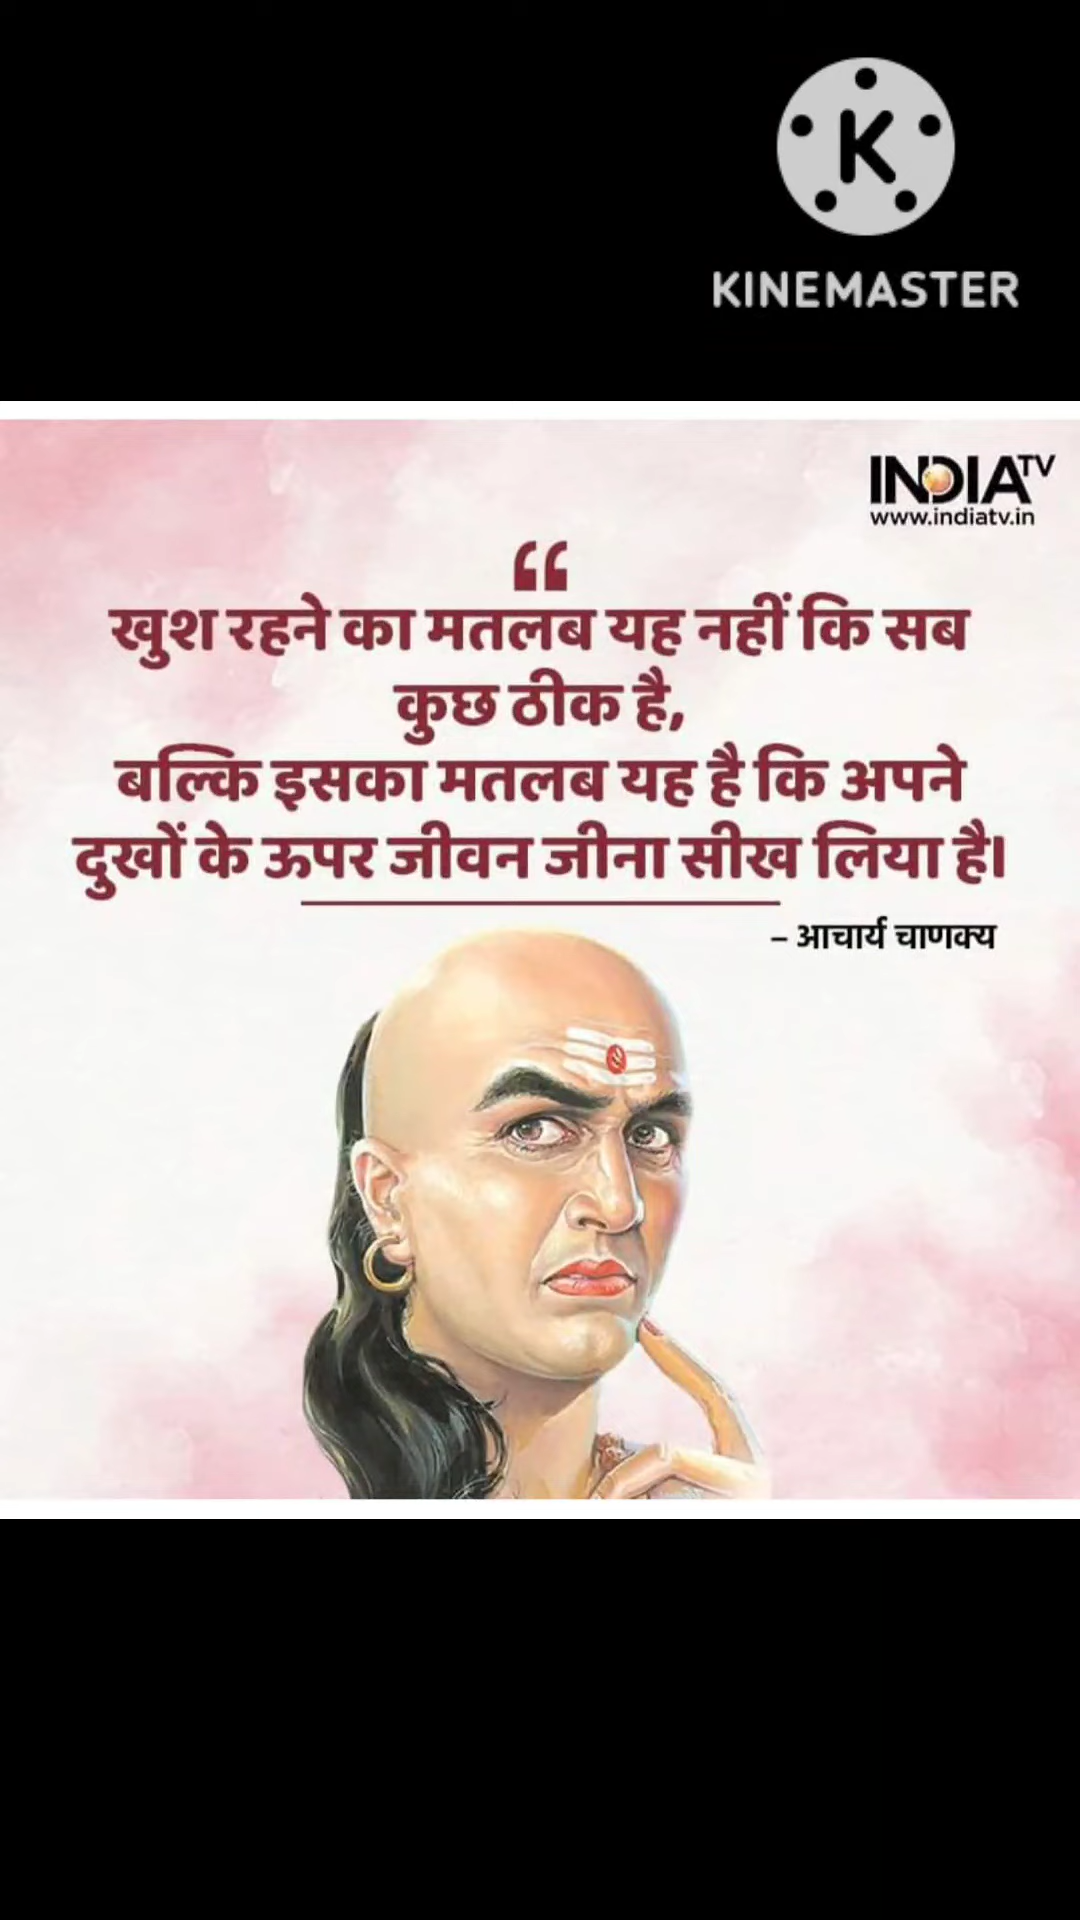 K
KINEMASTER
INDIA TV
www.indiatv.in
“
खुश रहने का मतलब यह नहीं कि सब
कुछ ठीक है,
बल्कि इसका मतलब यह है कि अपने
दुखों के ऊपर जीवन जीना सीख लिया है।
– आचार्य चाणक्य